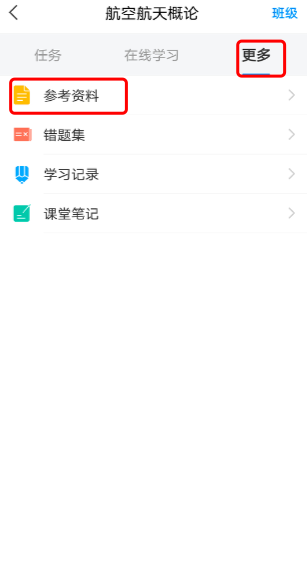 航空航天概论 班级
任务 在线学习 更多
参考资料
错题集
学习记录
课堂笔记